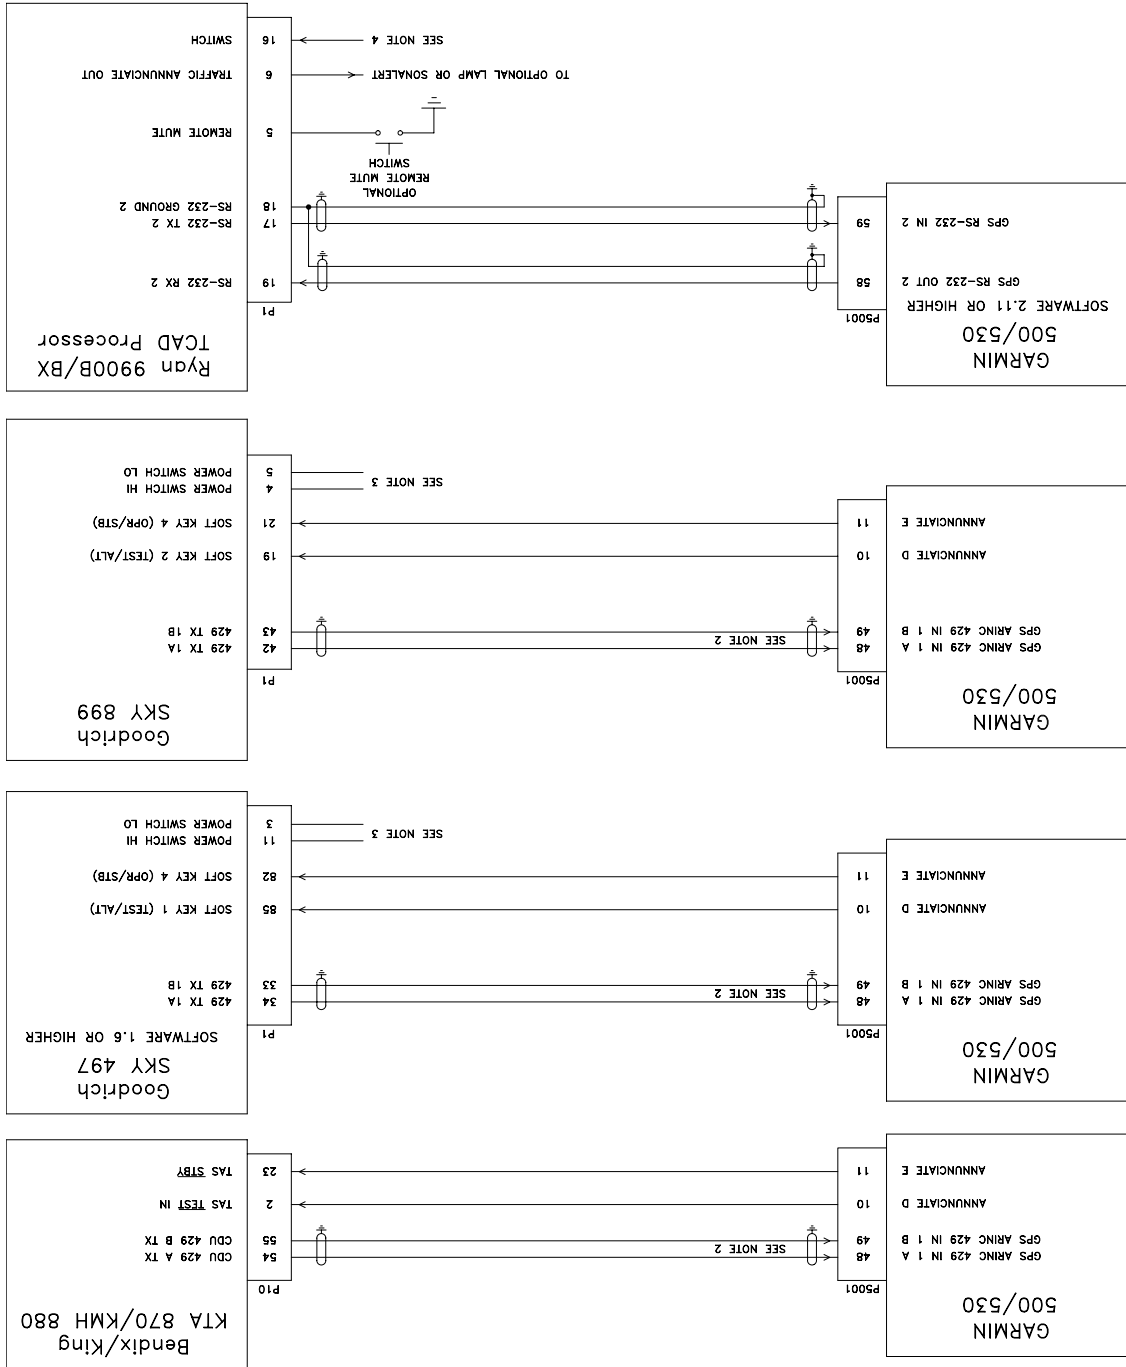 GARMIN
500/530
P5001
GPS ARINC 429 IN 1 A 48
GPS ARINC 429 IN 1 B 49
ANNUNCIATE D 10
ANNUNCIATE E 11
SEE NOTE 2
Bendix/King
KTA 870/KMH 880
P10
54 CDU 429 A TX
55 CDU 429 B TX
2 TAS TEST IN
23 TAS STBY
GARMIN
500/530
P5001
GPS ARINC 429 IN 1 A 48
GPS ARINC 429 IN 1 B 49
ANNUNCIATE D 10
ANNUNCIATE E 11
SEE NOTE 2
SEE NOTE 3
Goodrich
SKY 497
SOFTWARE 1.6 OR HIGHER
P1
34 429 TX 1A
33 429 TX 1B
85 SOFT KEY 1 (TEST/ALT)
82 SOFT KEY 4 (OPR/STB)
11 POWER SWITCH HI
3 POWER SWITCH LO
GARMIN
500/530
P5001
GPS ARINC 429 IN 1 A 48
GPS ARINC 429 IN 1 B 49
ANNUNCIATE D 10
ANNUNCIATE E 11
SEE NOTE 2
SEE NOTE 3
Goodrich
SKY 899
P1
42 429 TX 1A
43 429 TX 1B
19 SOFT KEY 2 (TEST/ALT)
21 SOFT KEY 4 (OPR/STB)
4 POWER SWITCH HI
5 POWER SWITCH LO
GARMIN
500/530
SOFTWARE 2.11 OR HIGHER
P5001
GPS RS-232 OUT 2 58
GPS RS-232 IN 2 59
OPTIONAL
REMOTE MUTE
SWITCH
TO OPTIONAL LAMP OR SONALERT
SEE NOTE 4
Ryan 9900B/BX
TCAD Processor
P1
19 RS-232 RX 2
17 RS-232 TX 2
18 RS-232 GROUND 2
5 REMOTE MUTE
6 TRAFFIC ANNUNCIATE OUT
16 SWITCH